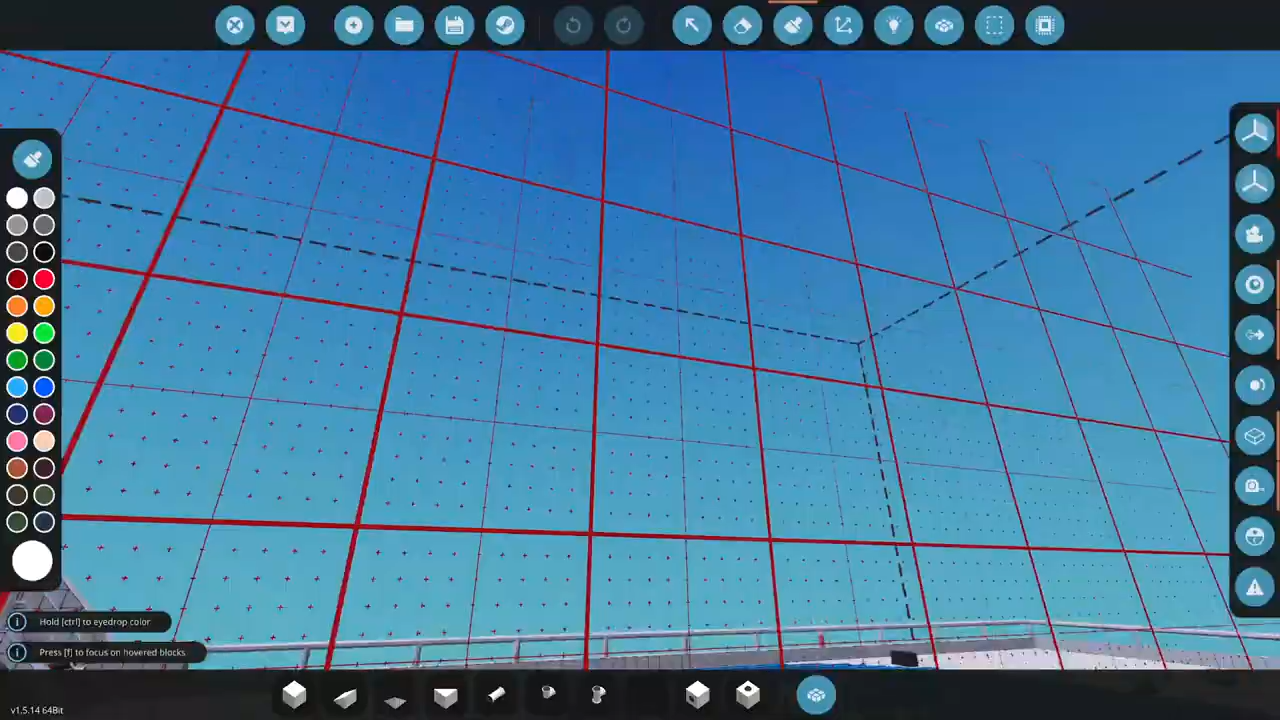 Hold [ctrl] to eyedrop color
Press [f] to focus on hovered blocks
v1.5.14 64Bit